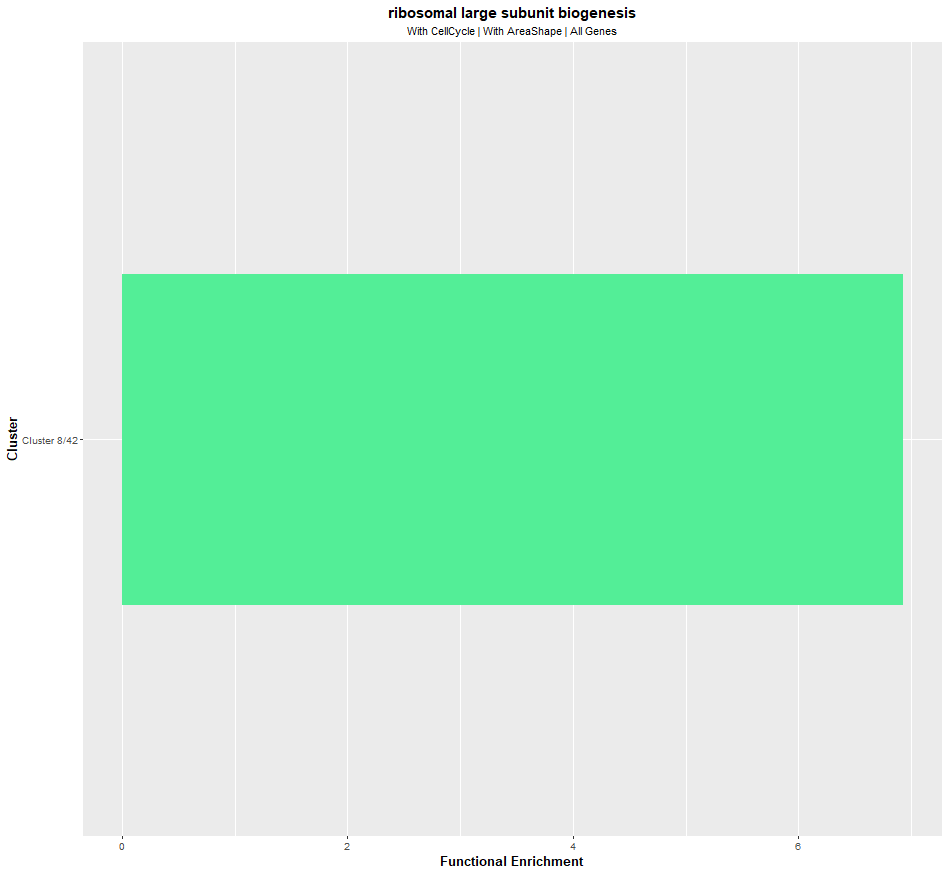 ribosomal large subunit biogenesis
With CellCycle | With AreaShape | All Genes
Cluster
Cluster 8/42
0 2 4 6
Functional Enrichment